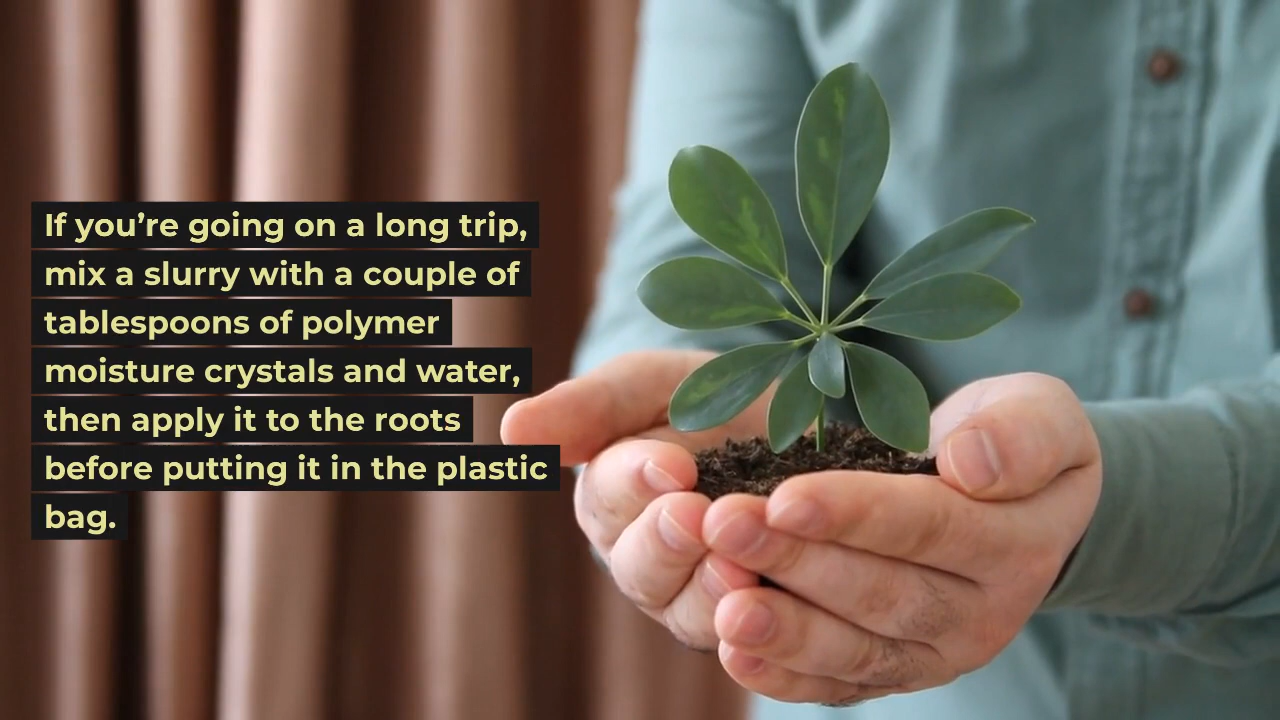 If you’re going on a long trip,
mix a slurry with a couple of
tablespoons of polymer
moisture crystals and water,
then apply it to the roots
before putting it in the plastic
bag.